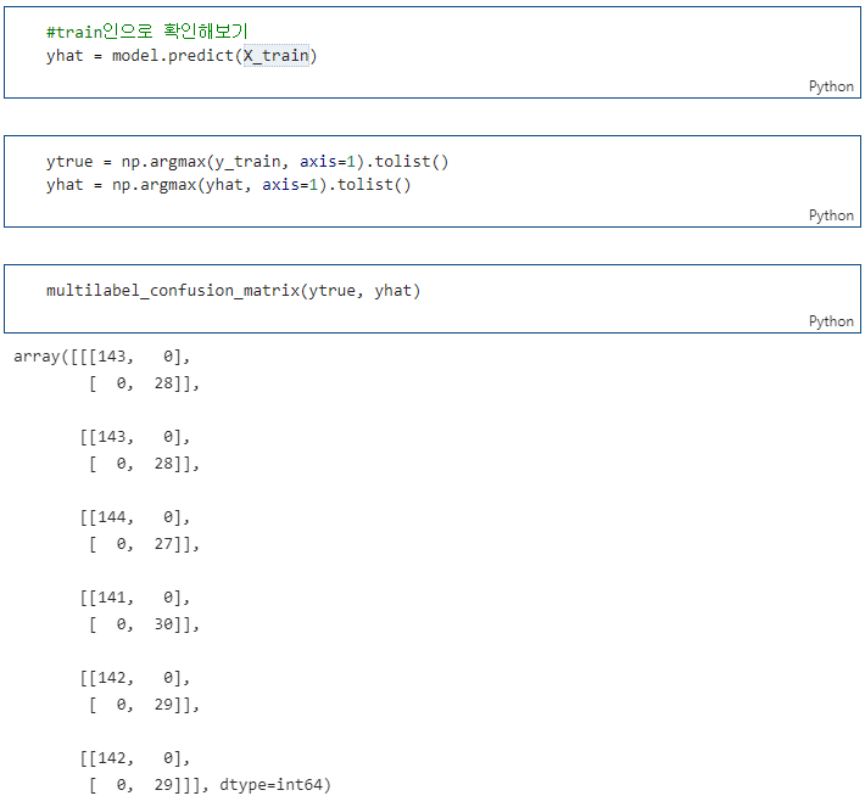 #train인으로 확인해보기
yhat = model.predict(X_train)
Python
ytrue = np.argmax(y_train, axis=1).tolist()
yhat = np.argmax(yhat, axis=1).tolist()
Python
multilabel_confusion_matrix(ytrue, yhat)
Python
array([[[143,   0],
        [  0,  28]],
       [[143,   0],
        [  0,  28]],
       [[144,   0],
        [  0,  27]],
       [[141,   0],
        [  0,  30]],
       [[142,   0],
        [  0,  29]],
       [[142,   0],
        [  0,  29]]], dtype=int64)